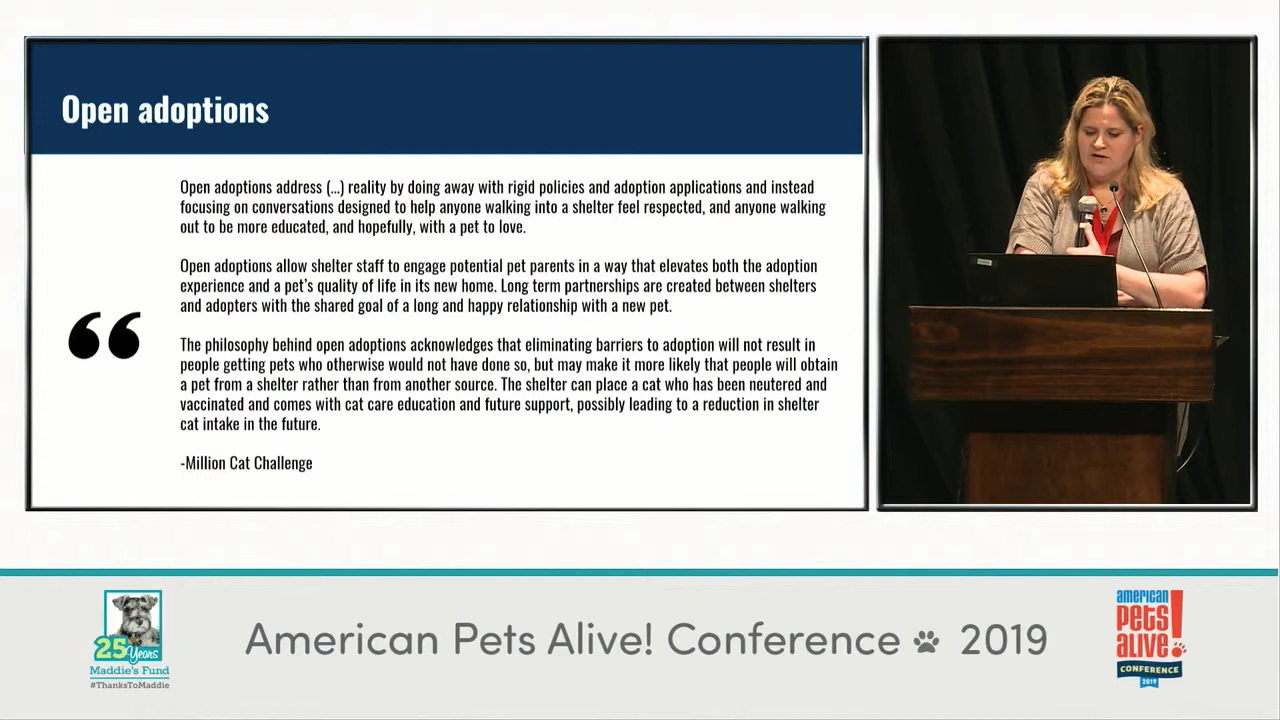 Open adoptions
Open adoptions address (...) reality by doing away with rigid policies and adoption applications and instead
focusing on conversations designed to help anyone walking into a shelter feel respected, and anyone walking
out to be more educated, and hopefully, with a pet to love.
Open adoptions allow shelter staff to engage potential pet parents in a way that elevates both the adoption
experience and a pet's quality of life in its new home. Long term partnerships are created between shelters
and adopters with the shared goal of a long and happy relationship with a new pet.
“
The philosophy behind open adoptions acknowledges that eliminating barriers to adoption will not result in
people getting pets who otherwise would not have done so, but may make it more likely that people will obtain
a pet from a shelter rather than from another source. The shelter can place a cat who has been neutered and
vaccinated and comes with cat care education and future support, possibly leading to a reduction in shelter
cat intake in the future.
-Million Cat Challenge
25 Years
Maddie's Fund
#ThanksToMaddie
American Pets Alive! Conference 2019
american
pets
alive!
CONFERENCE
2019